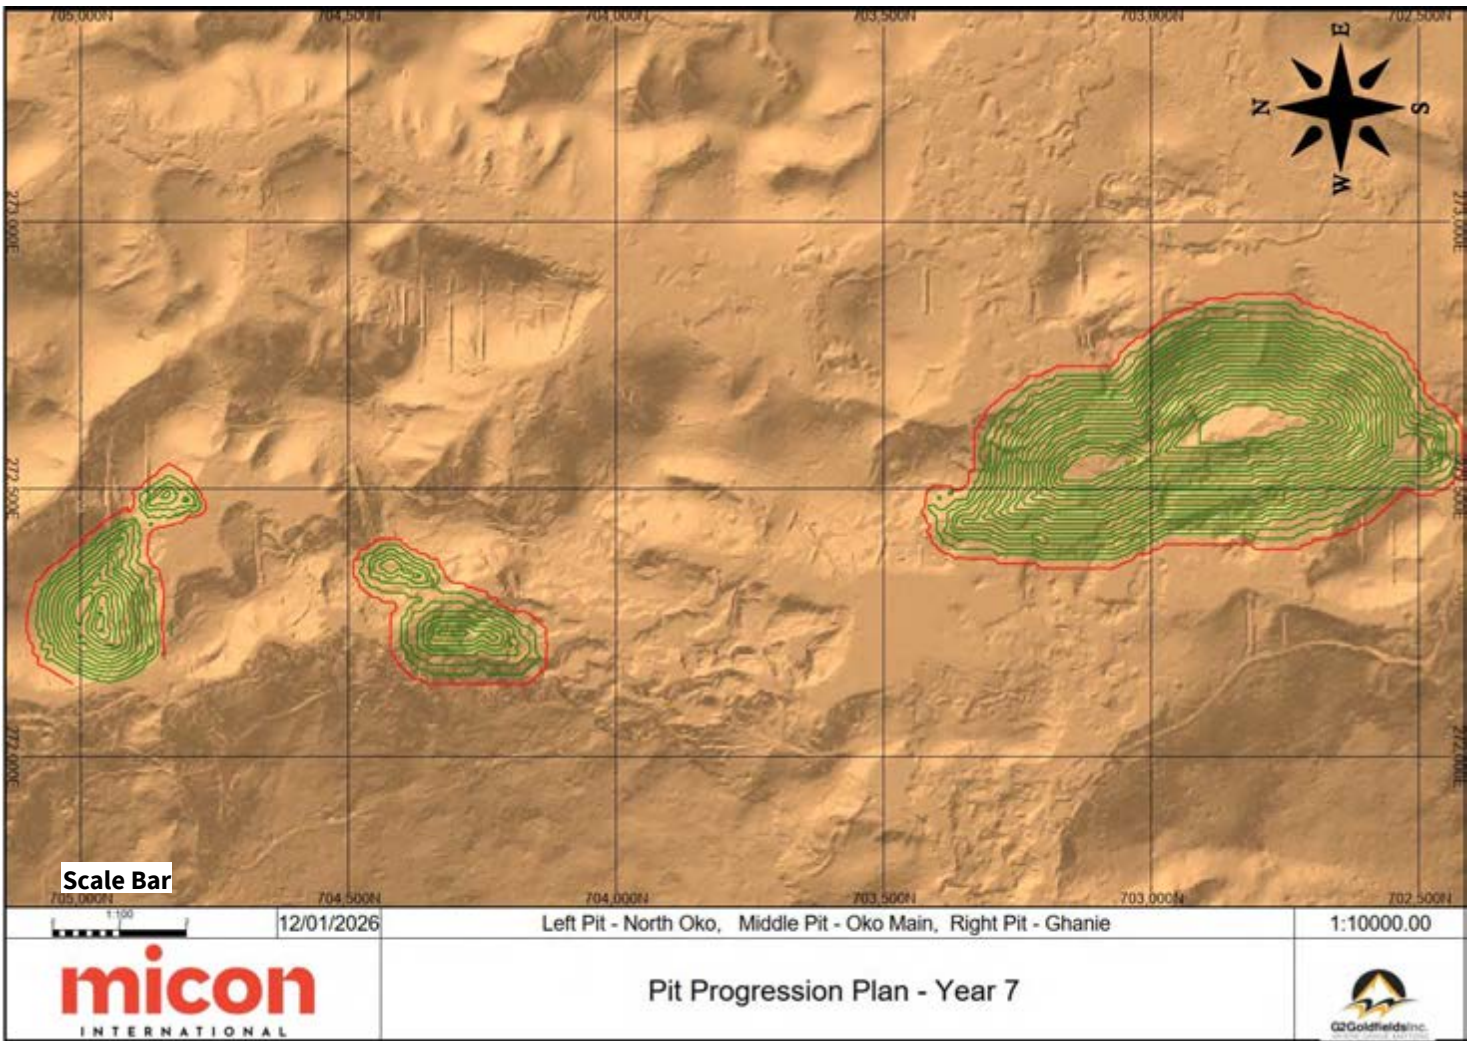 705,000N 704,500N 704,000N 703,500N 703,000N 702,500N
E
N S
W
273,000E 273,000E
272,500E 272,500E
272,000E 272,000E
Scale Bar
705,000N 704,500N 704,000N 703,500N 703,000N 702,500N
1:100
12/01/2026 Left Pit - North Oko, Middle Pit - Oko Main, Right Pit - Ghanie 1:10000.00
micon
INTERNATIONAL
Pit Progression Plan - Year 7
G2Goldfields Inc.